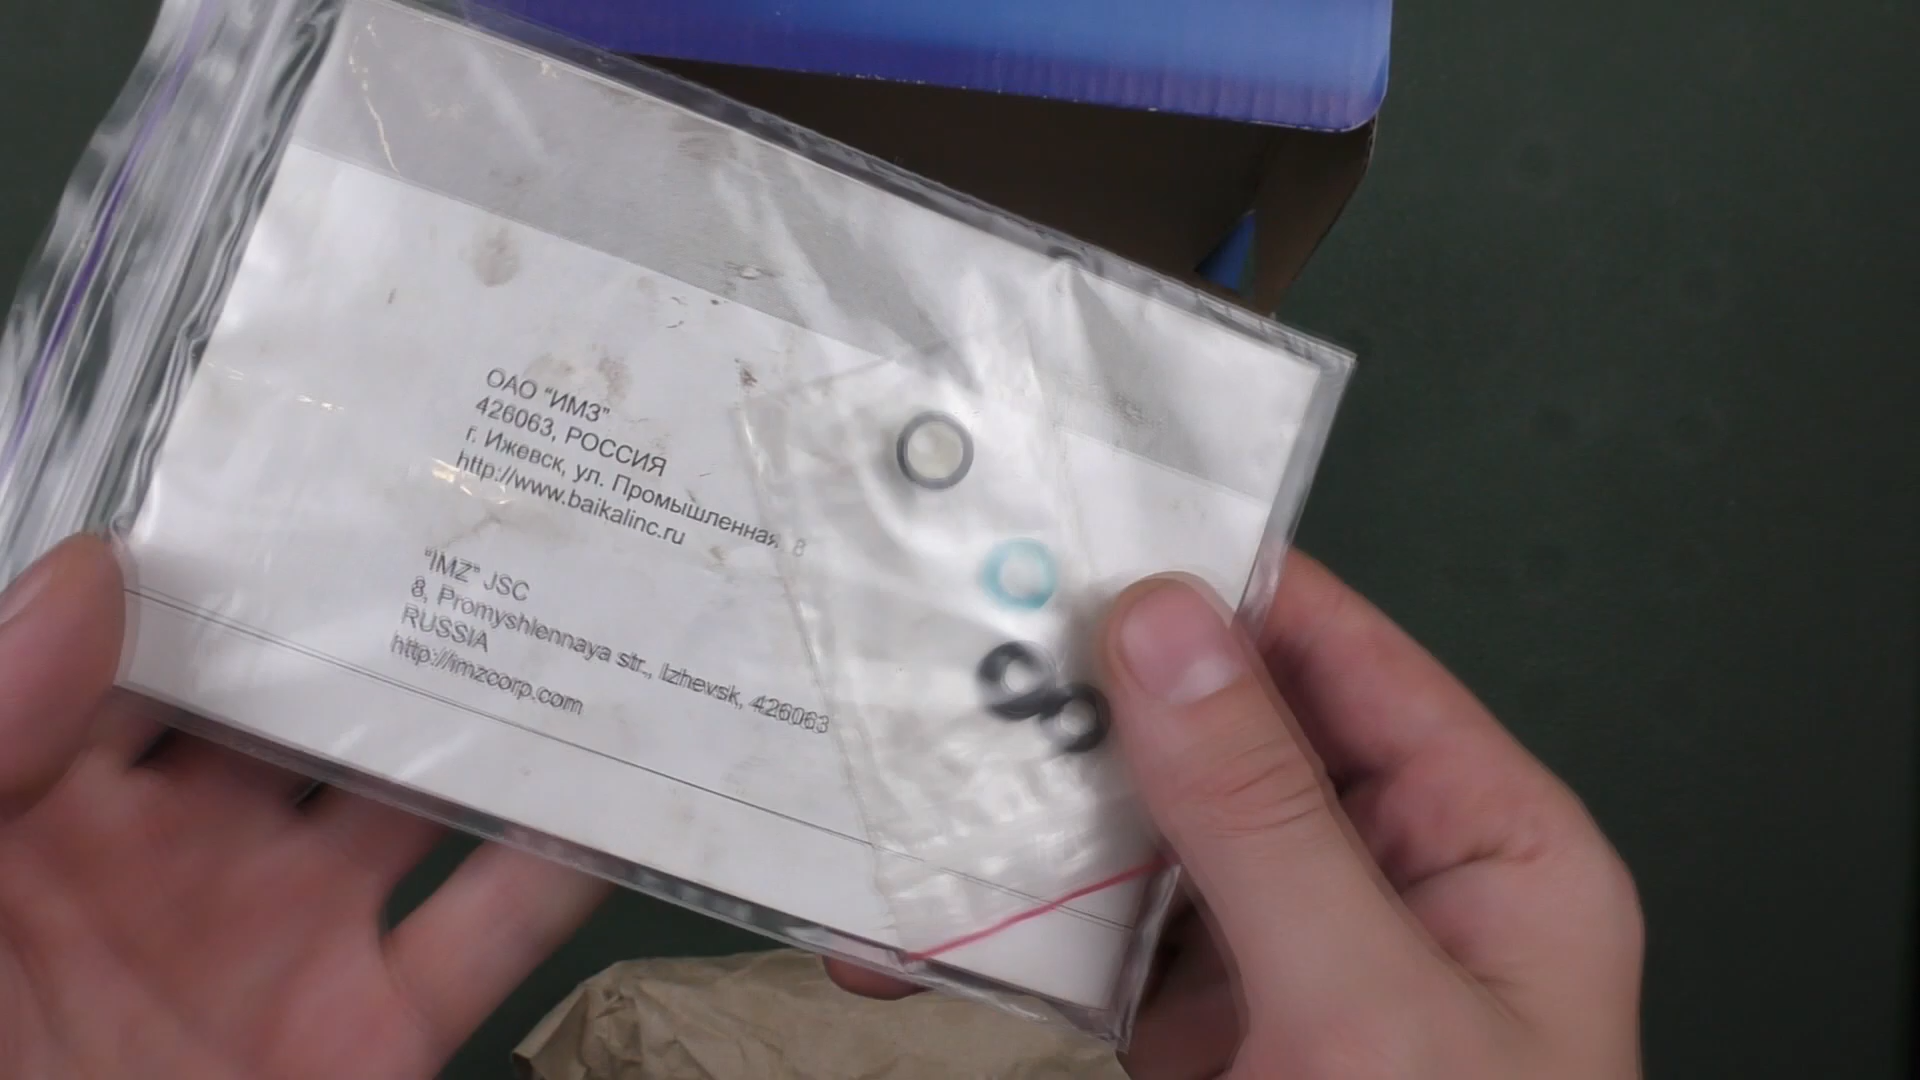 ОАО “ИМЗ”
426063, РОССИЯ
г. Ижевск, ул. Промышленная, 8
http://www.baikalinc.ru
“IMZ” JSC
8, Promyshlennaya str., Izhevsk, 426063
RUSSIA
http://imzcorp.com